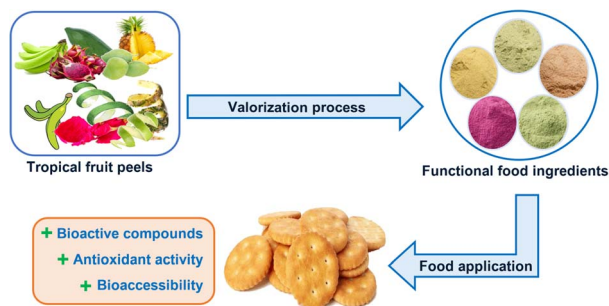 Valorization process
Tropical fruit peels
Functional food ingredients
+ Bioactive compounds
+ Antioxidant activity
+ Bioaccessibility
Food application